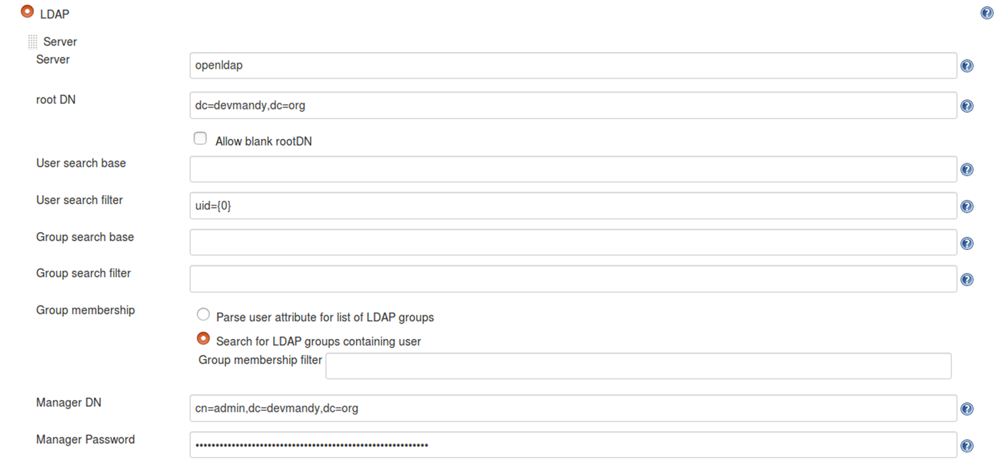 LDAP
Server
Server
openldap
root DN
dc=devmandy,dc=org
Allow blank rootDN
User search base
User search filter
uid={0}
Group search base
Group search filter
Group membership
Parse user attribute for list of LDAP groups
Search for LDAP groups containing user
Group membership filter
Manager DN
cn=admin,dc=devmandy,dc=org
Manager Password